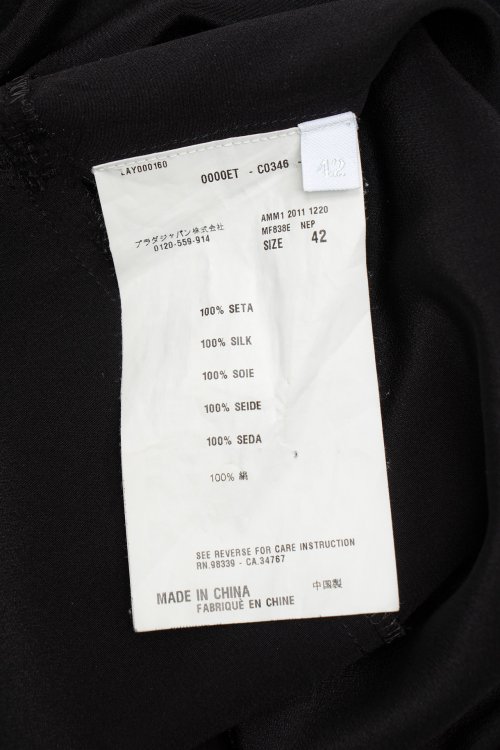 LAY000160
0000ET - C0346 -
42
プラダジャパン株式会社
0120-559-914
AMM1 2011 1220
MF838E NEP
SIZE 42
100% SETA
100% SILK
100% SOIE
100% SEIDE
100% SEDA
100% 絹
SEE REVERSE FOR CARE INSTRUCTION
RN.98339 - CA.34767
MADE IN CHINA 中国製
FABRIQUÈ EN CHINE